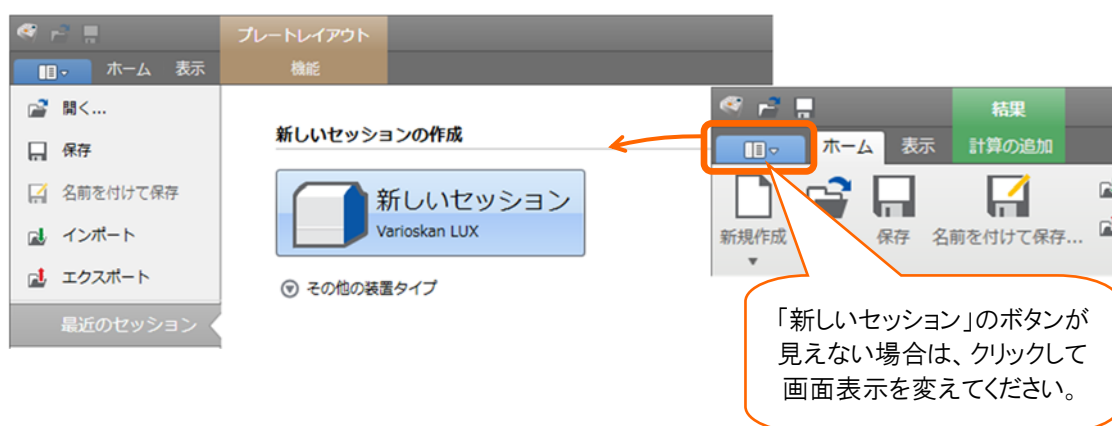 プレートレイアウト
ホーム 表示 機能
開く...
保存
名前を付けて保存
インポート
エクスポート
最近のセッション
新しいセッションの作成
新しいセッション
Varioskan LUX
その他の装置タイプ
結果
ホーム 表示 計算の追加
新規作成 保存 名前を付けて保存...
「新しいセッション」のボタンが
見えない場合は、クリックして
画面表示を変えてください。